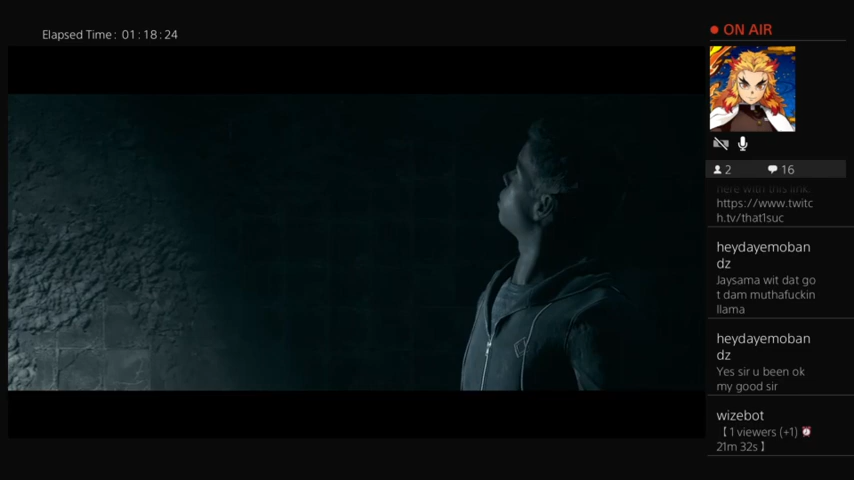 Elapsed Time: 01:18:24
ON AIR
2
16
here with this link:
https://www.twitc
h.tv/that1suc
heydayemoban
dz
Jaysama wit dat go
t dam muthafuckin
llama
heydayemoban
dz
Yes sir u been ok
my good sir
wizebot
【 1 viewers (+1) ⏰
21m 32s 】